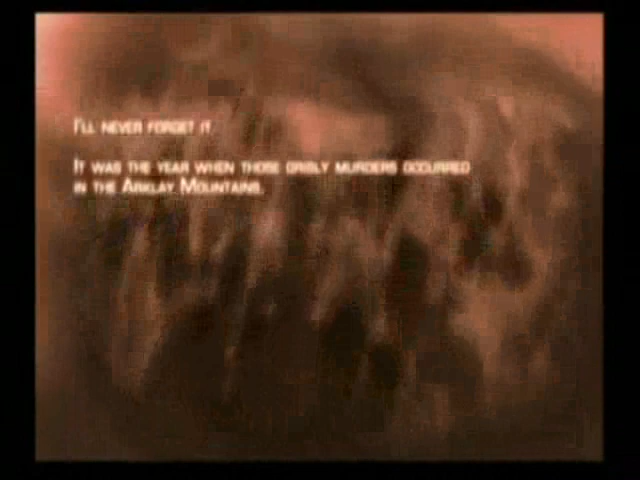 I'll never forget it.
It was the year when those grisly murders occurred
in the Arklay Mountains.